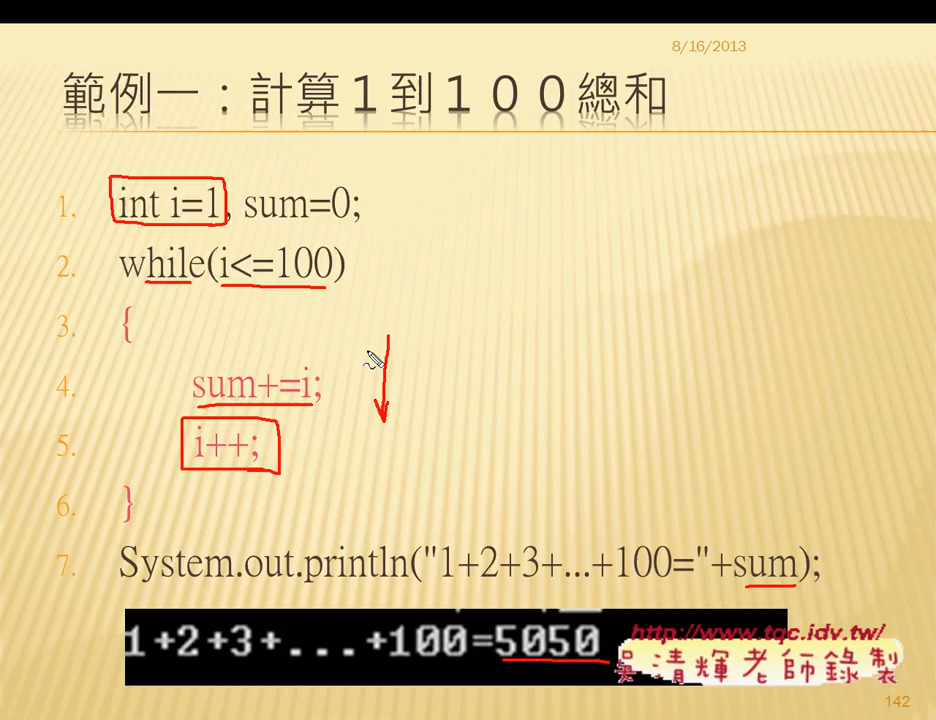 8/16/2013
範例一：計算１到１００總和
1. int i=1, sum=0;
2. while(i<=100)
3. {
4. sum+=i;
5. i++;
6. }
7. System.out.println("1+2+3+...+100="+sum);
1+2+3+...+100=5050
http://www.tqc.idv.tw/
吳清輝老師錄製
142